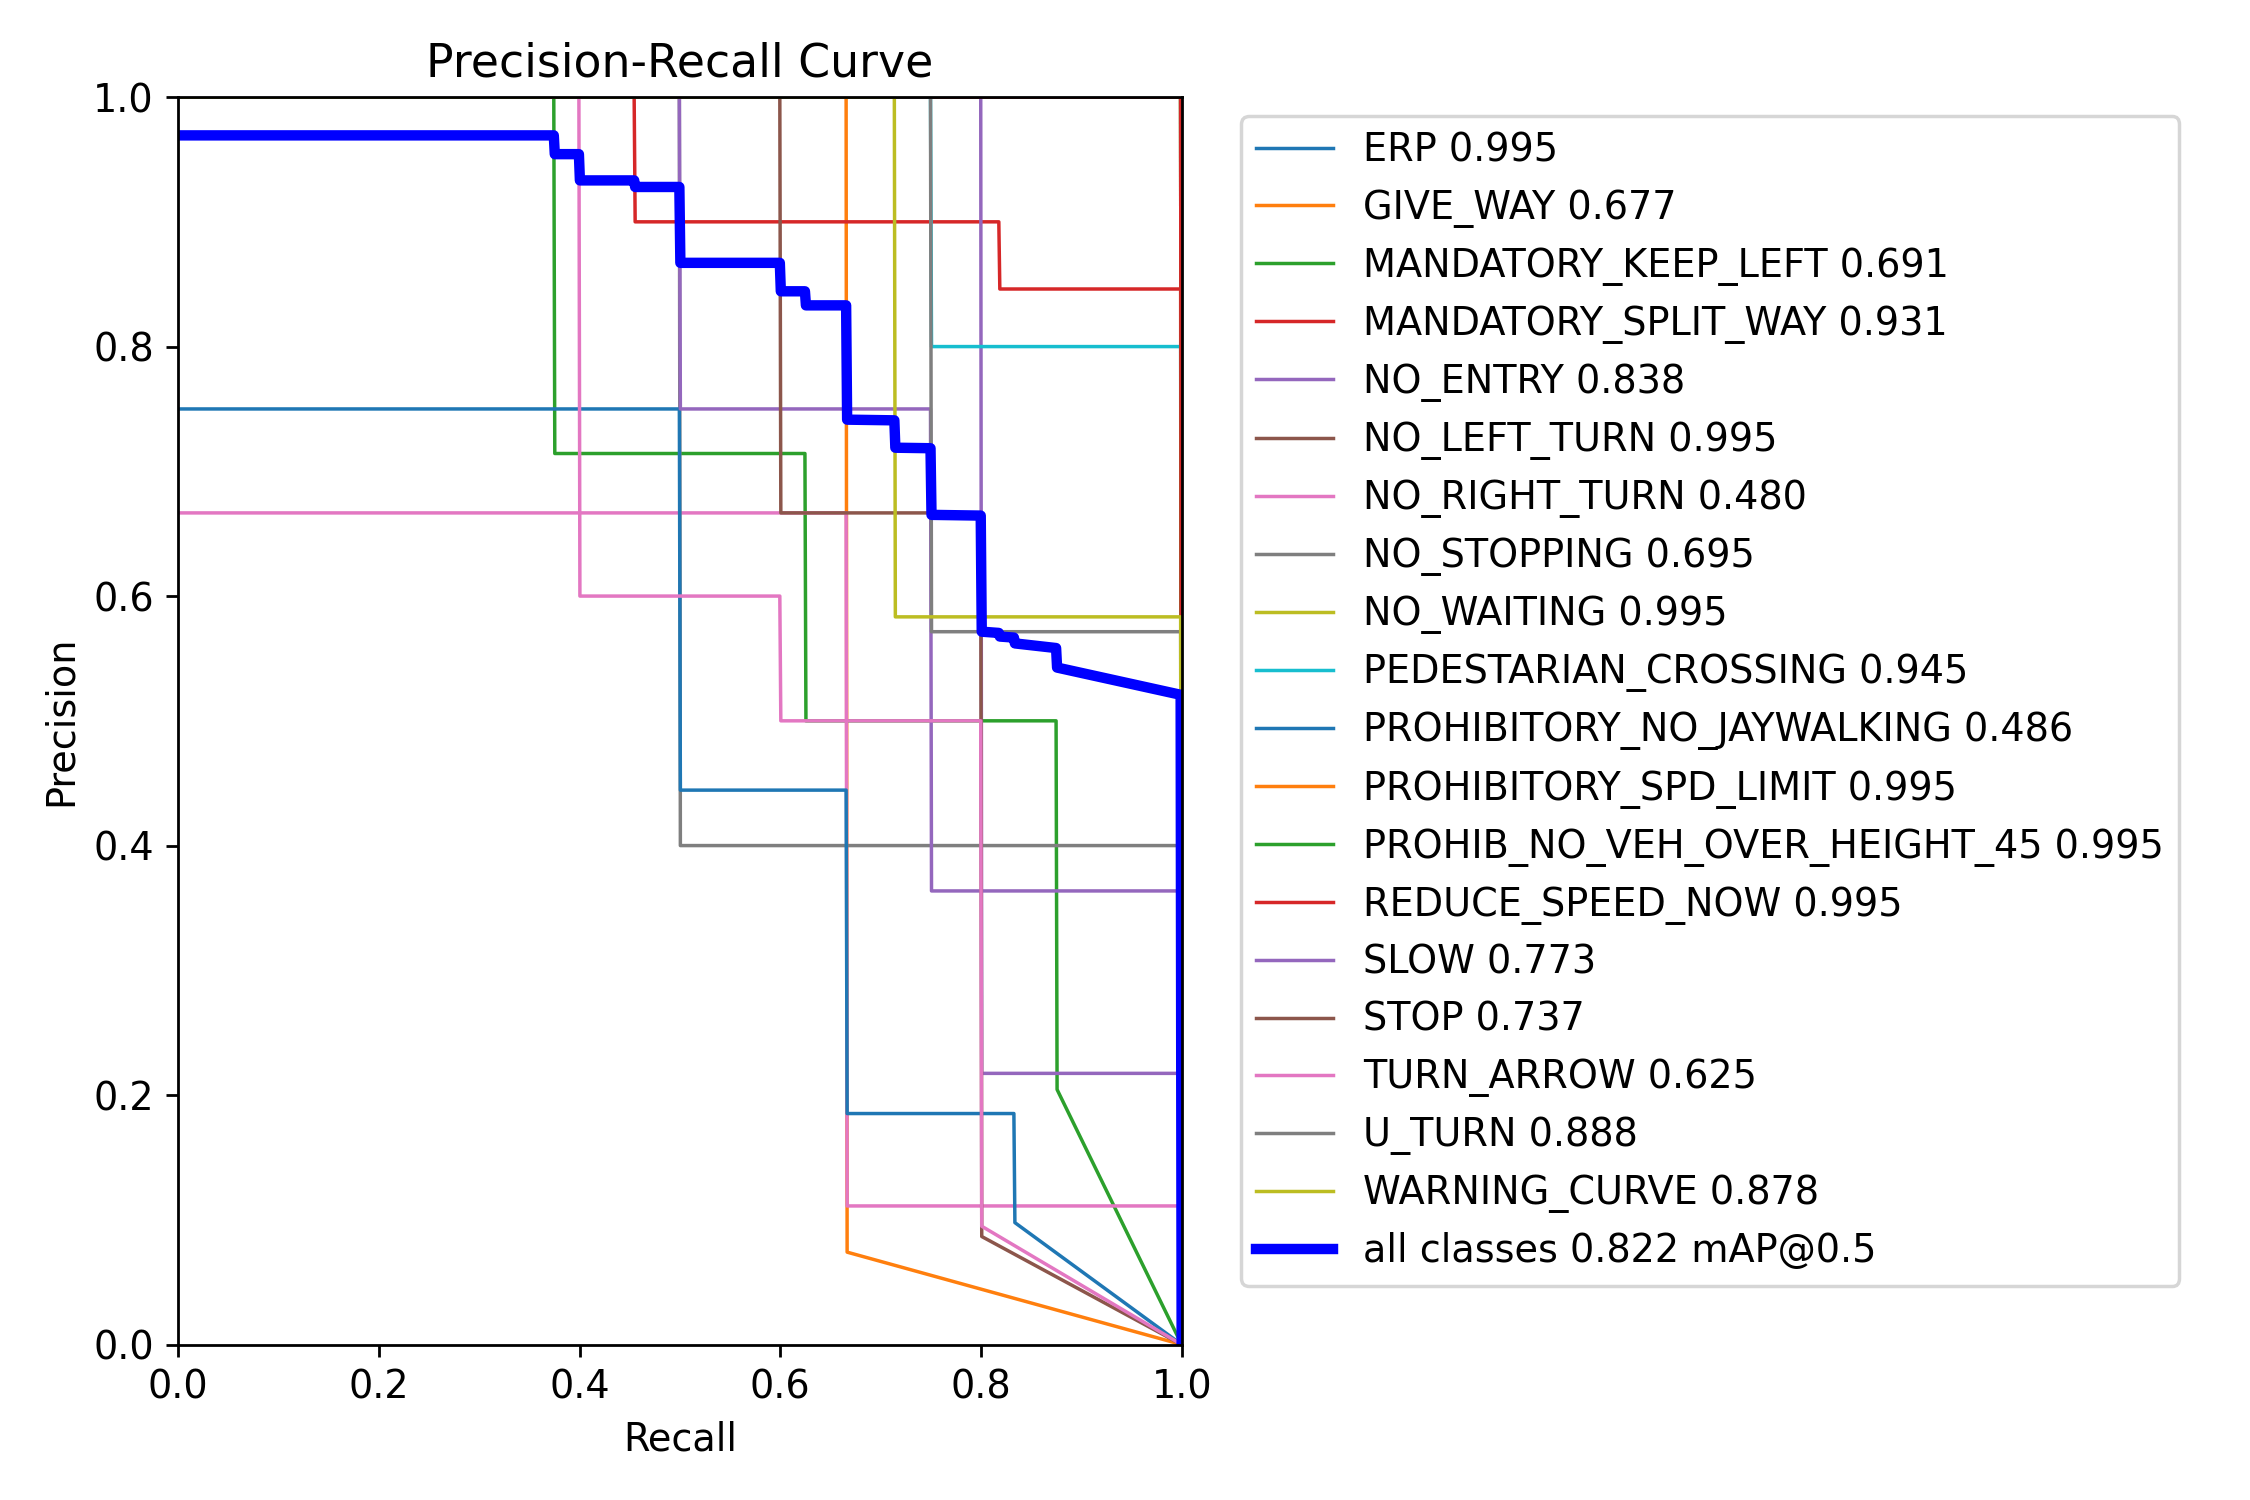 Precision-Recall Curve
1.0
0.8
0.6
0.4
0.2
0.0
Precision
0.0 0.2 0.4 0.6 0.8 1.0
Recall
ERP 0.995
GIVE_WAY 0.677
MANDATORY_KEEP_LEFT 0.691
MANDATORY_SPLIT_WAY 0.931
NO_ENTRY 0.838
NO_LEFT_TURN 0.995
NO_RIGHT_TURN 0.480
NO_STOPPING 0.695
NO_WAITING 0.995
PEDESTARIAN_CROSSING 0.945
PROHIBITORY_NO_JAYWALKING 0.486
PROHIBITORY_SPD_LIMIT 0.995
PROHIB_NO_VEH_OVER_HEIGHT_45 0.995
REDUCE_SPEED_NOW 0.995
SLOW 0.773
STOP 0.737
TURN_ARROW 0.625
U_TURN 0.888
WARNING_CURVE 0.878
all classes 0.822 mAP@0.5